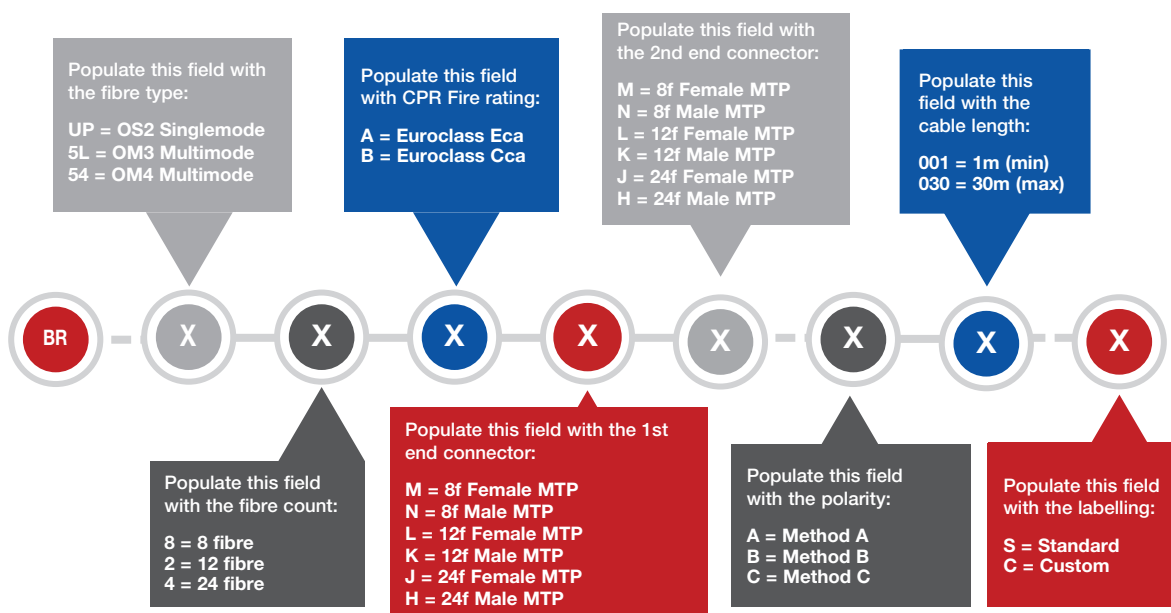 Populate this field with
the fibre type:
UP = OS2 Singlemode
5L = OM3 Multimode
54 = OM4 Multimode
Populate this field
with CPR Fire rating:
A = Euroclass Eca
B = Euroclass Cca
Populate this field with
the 2nd end connector:
M = 8f Female MTP
N = 8f Male MTP
L = 12f Female MTP
K = 12f Male MTP
J = 24f Female MTP
H = 24f Male MTP
Populate this
field with the
cable length:
001 = 1m (min)
030 = 30m (max)
BR
X
X
X
X
X
X
X
X
Populate this field
with the fibre count:
8 = 8 fibre
2 = 12 fibre
4 = 24 fibre
Populate this field with the 1st
end connector:
M = 8f Female MTP
N = 8f Male MTP
L = 12f Female MTP
K = 12f Male MTP
J = 24f Female MTP
H = 24f Male MTP
Populate this field
with the polarity:
A = Method A
B = Method B
C = Method C
Populate this field
with the labelling:
S = Standard
C = Custom